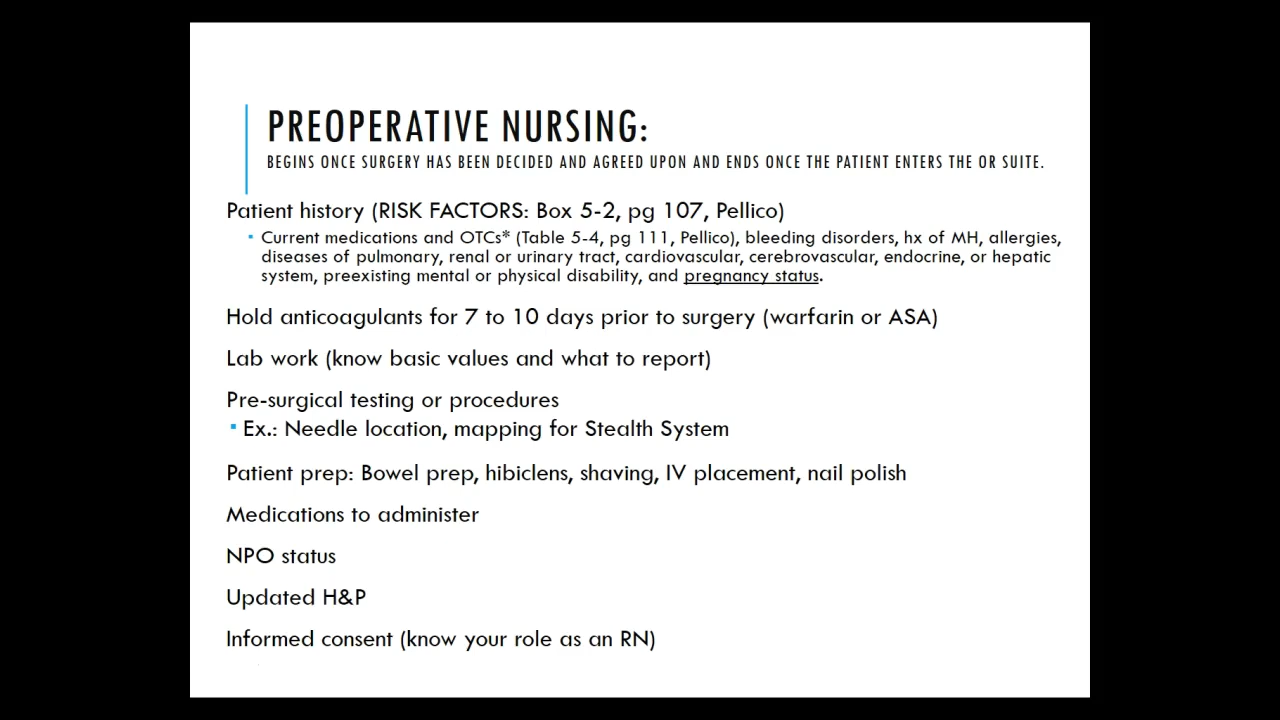 PREOPERATIVE NURSING:
BEGINS ONCE SURGERY HAS BEEN DECIDED AND AGREED UPON AND ENDS ONCE THE PATIENT ENTERS THE OR SUITE.
Patient history (RISK FACTORS: Box 5-2, pg 107, Pellico)
▪ Current medications and OTCs* (Table 5-4, pg 111, Pellico), bleeding disorders, hx of MH, allergies,
diseases of pulmonary, renal or urinary tract, cardiovascular, cerebrovascular, endocrine, or hepatic
system, preexisting mental or physical disability, and pregnancy status.
Hold anticoagulants for 7 to 10 days prior to surgery (warfarin or ASA)
Lab work (know basic values and what to report)
Pre-surgical testing or procedures
▪ Ex.: Needle location, mapping for Stealth System
Patient prep: Bowel prep, hibiclens, shaving, IV placement, nail polish
Medications to administer
NPO status
Updated H&P
Informed consent (know your role as an RN)